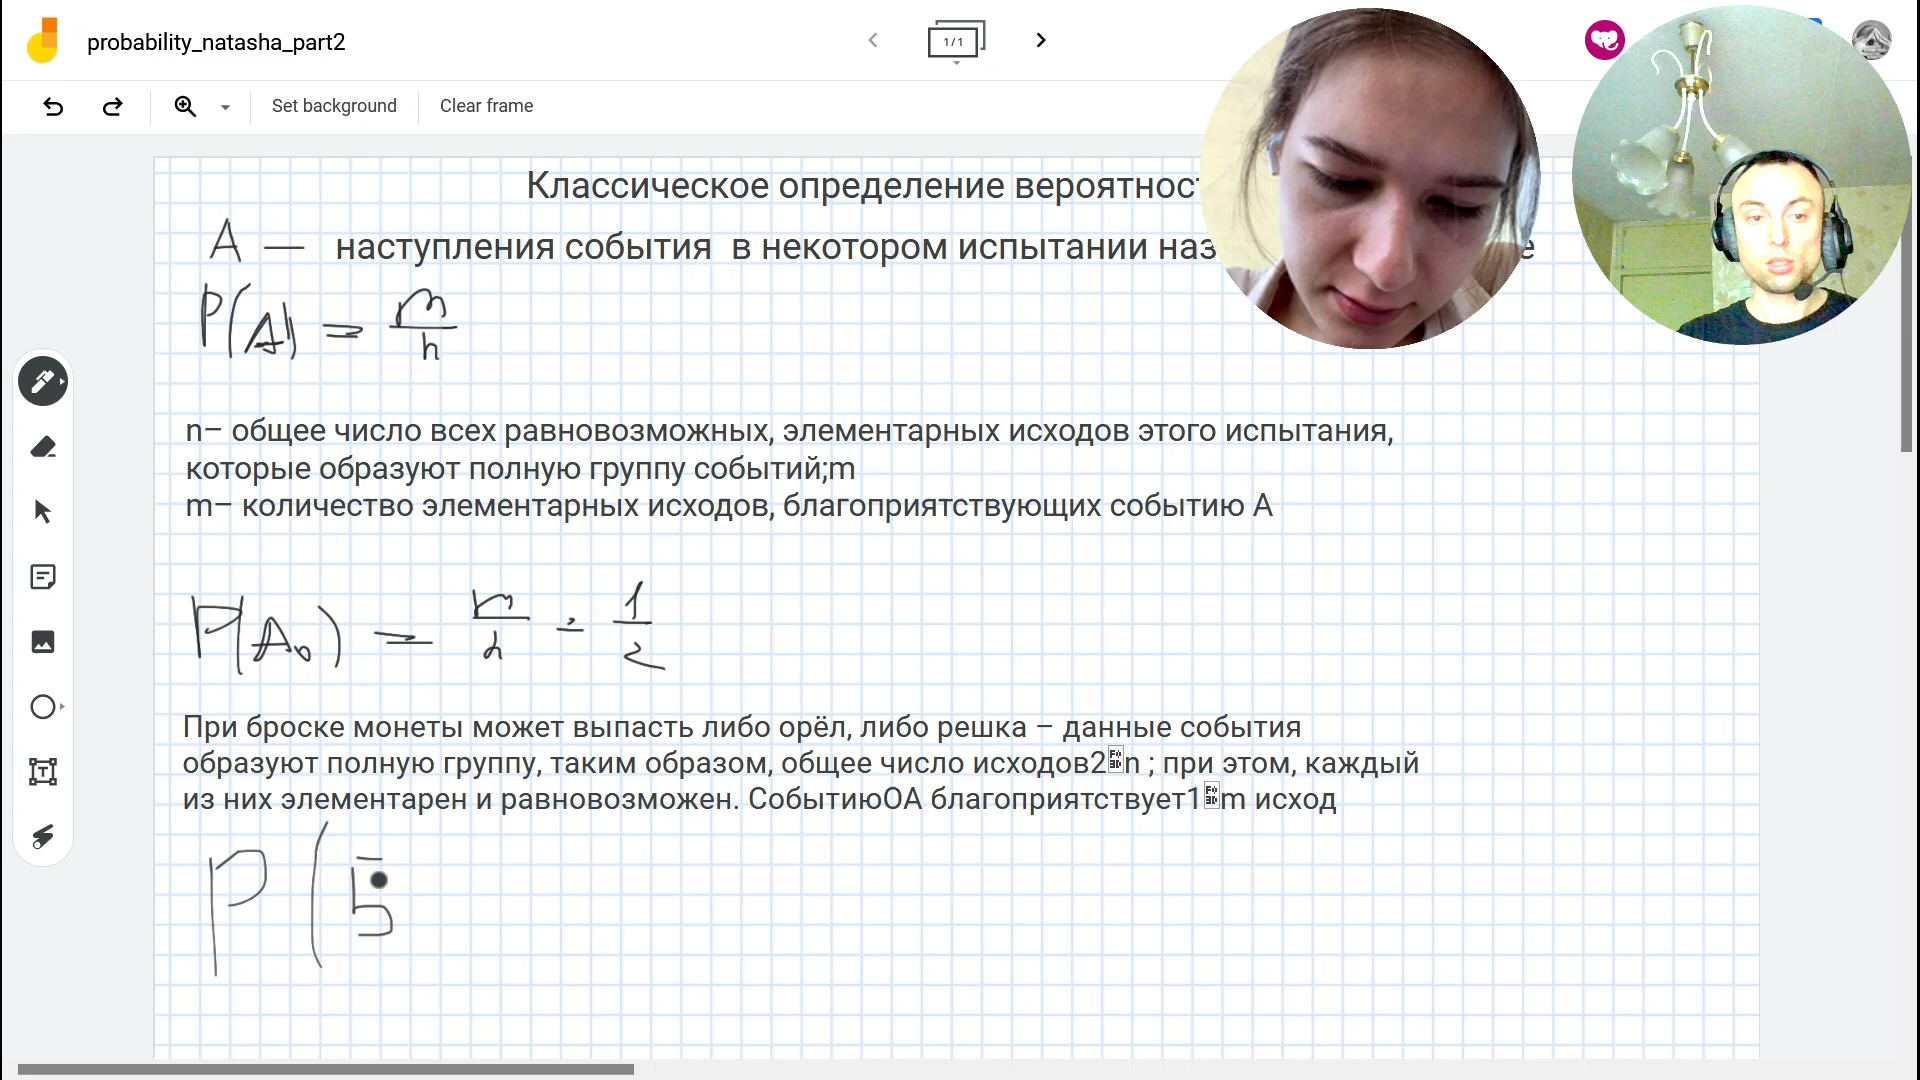 probability_natasha_part2
1/1
Set background Clear frame
Классическое определение вероятнос
A — наступления события в некотором испытании наз
P(A) = m/n
n– общее число всех равновозможных, элементарных исходов этого испытания,
которые образуют полную группу событий;m
m– количество элементарных исходов, благоприятствующих событию А
P(A₀) = m/n = 1/2
При броске монеты может выпасть либо орёл, либо решка – данные события
образуют полную группу, таким образом, общее число исходов2n ; при этом, каждый
из них элементарен и равновозможен. СобытиюОА благоприятствует1m исход
P(Б